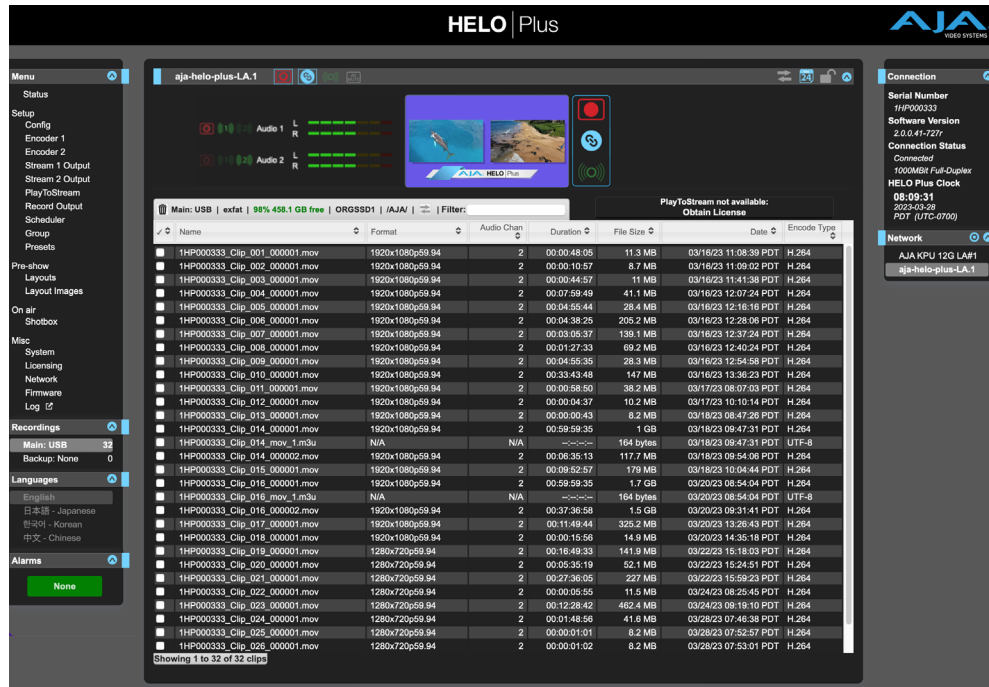 HELO Plus
AJA
VIDEO SYSTEMS
Menu
Status
Setup
Config
Encoder 1
Encoder 2
Stream 1 Output
Stream 2 Output
PlayToStream
Record Output
Scheduler
Group
Presets
Pre-show
Layouts
Layout Images
On air
Shotbox
Misc
System
Licensing
Network
Firmware
Log
Recordings
Main: USB 32
Backup: None 0
Languages
English
日本語 - Japanese
한국어 - Korean
中文 - Chinese
Alarms
None
aja-helo-plus-LA.1
24
Audio 1 L
R
Audio 2 L
R
AJA HELO Plus
Main: USB | exfat | 98% 458.1 GB free | ORGSSD1 | /AJA/ | | Filter:
PlayToStream not available:
Obtain License
✓ Name Format Audio Chan Duration File Size Date Encode Type
1HP000333_Clip_001_000001.mov 1920x1080p59.94 2 00:00:48:05 11.3 MB 03/16/23 11:08:39 PDT H.264
1HP000333_Clip_002_000001.mov 1920x1080p59.94 2 00:00:10:57 8.7 MB 03/16/23 11:09:02 PDT H.264
1HP000333_Clip_003_000001.mov 1920x1080p59.94 2 00:00:44:57 11 MB 03/16/23 11:41:38 PDT H.264
1HP000333_Clip_004_000001.mov 1920x1080p59.94 2 00:07:59:49 41.1 MB 03/16/23 12:07:24 PDT H.264
1HP000333_Clip_005_000001.mov 1920x1080p59.94 2 00:04:55:44 28.4 MB 03/16/23 12:16:16 PDT H.264
1HP000333_Clip_006_000001.mov 1920x1080p59.94 2 00:04:38:25 205.2 MB 03/16/23 12:28:06 PDT H.264
1HP000333_Clip_007_000001.mov 1920x1080p59.94 2 00:03:05:37 139.1 MB 03/16/23 12:37:24 PDT H.264
1HP000333_Clip_008_000001.mov 1920x1080p59.94 2 00:01:27:33 69.2 MB 03/16/23 12:40:24 PDT H.264
1HP000333_Clip_009_000001.mov 1920x1080p59.94 2 00:04:55:35 28.3 MB 03/16/23 12:54:58 PDT H.264
1HP000333_Clip_010_000001.mov 1920x1080p59.94 2 00:33:43:48 147 MB 03/16/23 13:36:23 PDT H.264
1HP000333_Clip_011_000001.mov 1920x1080p59.94 2 00:00:58:50 38.2 MB 03/17/23 08:07:03 PDT H.264
1HP000333_Clip_012_000001.mov 1920x1080p59.94 2 00:00:04:37 10.2 MB 03/17/23 10:10:14 PDT H.264
1HP000333_Clip_013_000001.mov 1920x1080p59.94 2 00:00:00:43 8.2 MB 03/18/23 08:47:26 PDT H.264
1HP000333_Clip_014_000001.mov 1920x1080p59.94 2 00:59:59:35 1 GB 03/18/23 09:47:31 PDT H.264
1HP000333_Clip_014_mov_1.m3u N/A N/A --:--:--:-- 164 bytes 03/18/23 09:47:31 PDT UTF-8
1HP000333_Clip_014_000002.mov 1920x1080p59.94 2 00:06:35:13 117.7 MB 03/18/23 09:54:06 PDT H.264
1HP000333_Clip_015_000001.mov 1920x1080p59.94 2 00:09:52:57 179 MB 03/18/23 10:04:44 PDT H.264
1HP000333_Clip_016_000001.mov 1920x1080p59.94 2 00:59:59:35 1.7 GB 03/20/23 08:54:04 PDT H.264
1HP000333_Clip_016_mov_1.m3u N/A N/A --:--:--:-- 164 bytes 03/20/23 08:54:04 PDT UTF-8
1HP000333_Clip_016_000002.mov 1920x1080p59.94 2 00:37:36:58 1.5 GB 03/20/23 09:31:41 PDT H.264
1HP000333_Clip_017_000001.mov 1920x1080p59.94 2 00:11:49:44 325.2 MB 03/20/23 13:26:43 PDT H.264
1HP000333_Clip_018_000001.mov 1920x1080p59.94 2 00:00:15:56 14.9 MB 03/20/23 14:35:18 PDT H.264
1HP000333_Clip_019_000001.mov 1280x720p59.94 2 00:16:49:33 141.9 MB 03/22/23 15:18:03 PDT H.264
1HP000333_Clip_020_000001.mov 1280x720p59.94 2 00:05:35:19 52.1 MB 03/22/23 15:24:51 PDT H.264
1HP000333_Clip_021_000001.mov 1280x720p59.94 2 00:27:36:05 227 MB 03/22/23 15:59:23 PDT H.264
1HP000333_Clip_022_000001.mov 1280x720p59.94 2 00:00:05:55 11.5 MB 03/24/23 08:25:45 PDT H.264
1HP000333_Clip_023_000001.mov 1280x720p59.94 2 00:12:28:42 462.4 MB 03/24/23 09:19:10 PDT H.264
1HP000333_Clip_024_000001.mov 1280x720p59.94 2 00:01:48:56 41.6 MB 03/28/23 07:46:38 PDT H.264
1HP000333_Clip_025_000001.mov 1280x720p59.94 2 00:00:01:01 8.2 MB 03/28/23 07:52:57 PDT H.264
1HP000333_Clip_026_000001.mov 1280x720p59.94 2 00:00:01:02 8.2 MB 03/28/23 07:53:01 PDT H.264
Showing 1 to 32 of 32 clips
Connection
Serial Number
1HP000333
Software Version
2.0.0.41-727r
Connection Status
Connected
1000MBit Full-Duplex
HELO Plus Clock
08:09:31
2023-03-28
PDT (UTC-0700)
Network
AJA KPU 12G LA#1
aja-helo-plus-LA.1